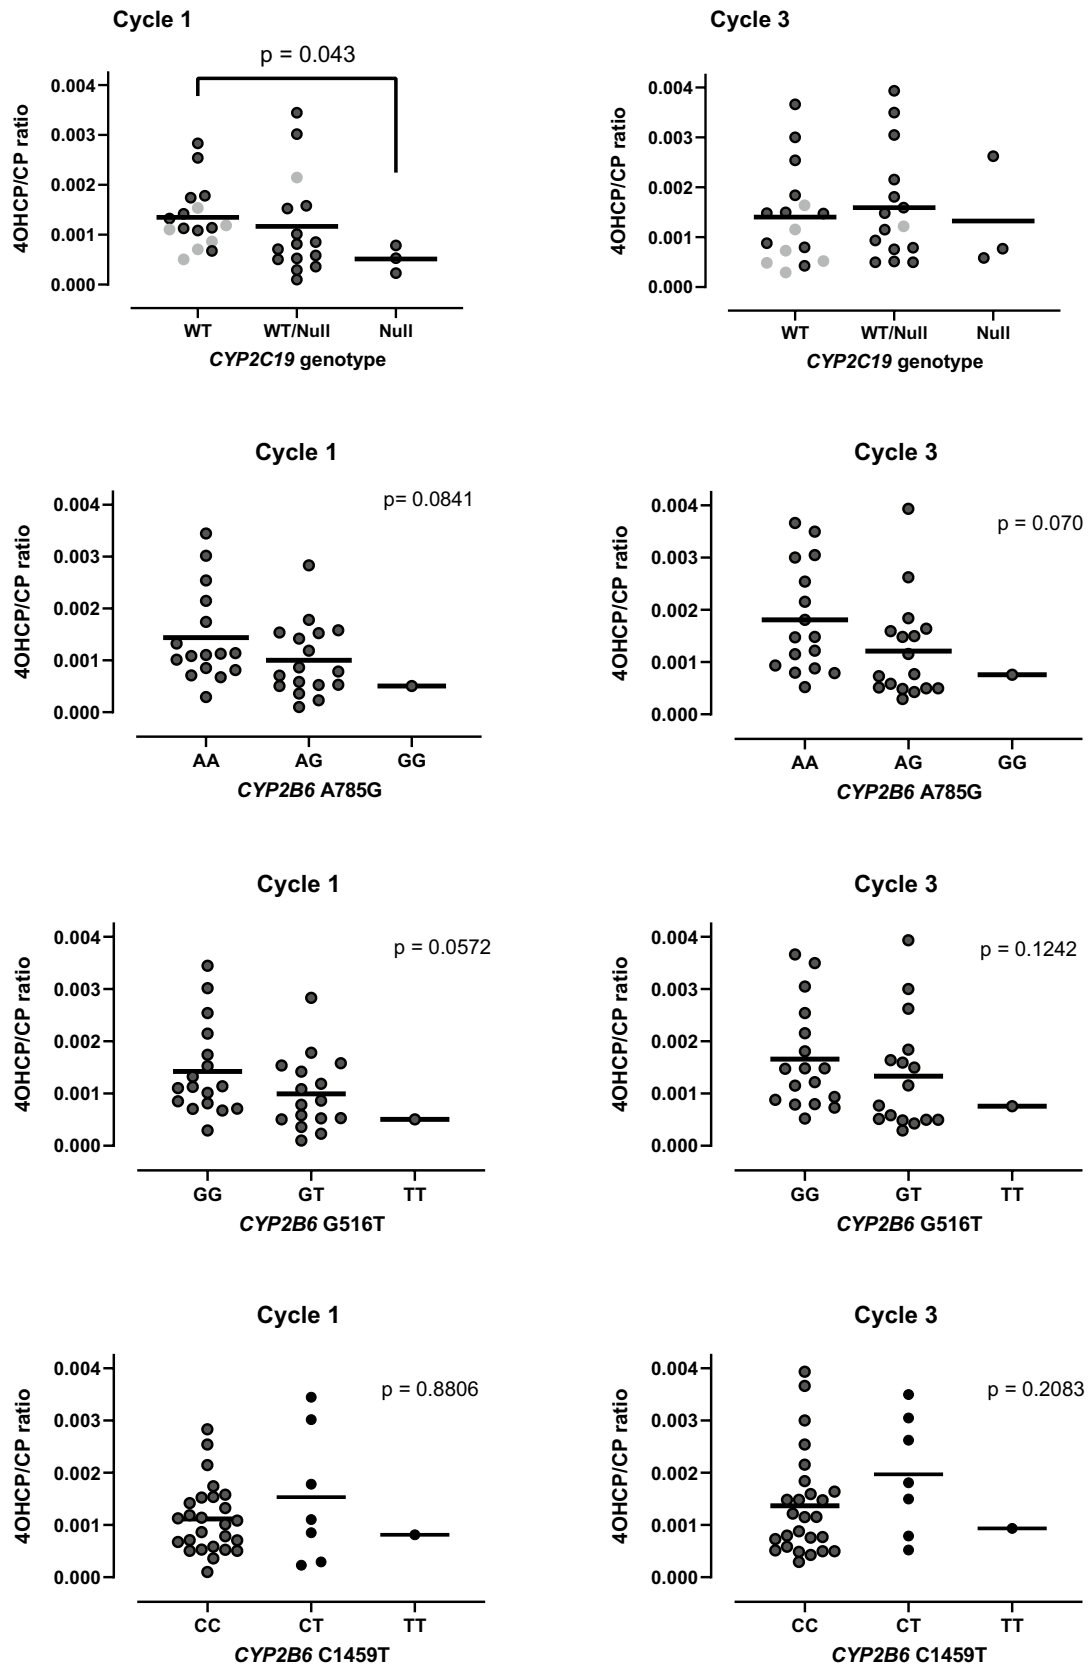 Cycle 1
p = 0.043
4OHCP/CP ratio
0.004
0.003
0.002
0.001
0.000
WT WT/Null Null
CYP2C19 genotype
Cycle 3
4OHCP/CP ratio
0.004
0.003
0.002
0.001
0.000
WT WT/Null Null
CYP2C19 genotype
Cycle 1
p= 0.0841
4OHCP/CP ratio
0.004
0.003
0.002
0.001
0.000
AA AG GG
CYP2B6 A785G
Cycle 3
p = 0.070
4OHCP/CP ratio
0.004
0.003
0.002
0.001
0.000
AA AG GG
CYP2B6 A785G
Cycle 1
p = 0.0572
4OHCP/CP ratio
0.004
0.003
0.002
0.001
0.000
GG GT TT
CYP2B6 G516T
Cycle 3
p = 0.1242
4OHCP/CP ratio
0.004
0.003
0.002
0.001
0.000
GG GT TT
CYP2B6 G516T
Cycle 1
p = 0.8806
4OHCP/CP ratio
0.004
0.003
0.002
0.001
0.000
CC CT TT
CYP2B6 C1459T
Cycle 3
p = 0.2083
4OHCP/CP ratio
0.004
0.003
0.002
0.001
0.000
CC CT TT
CYP2B6 C1459T